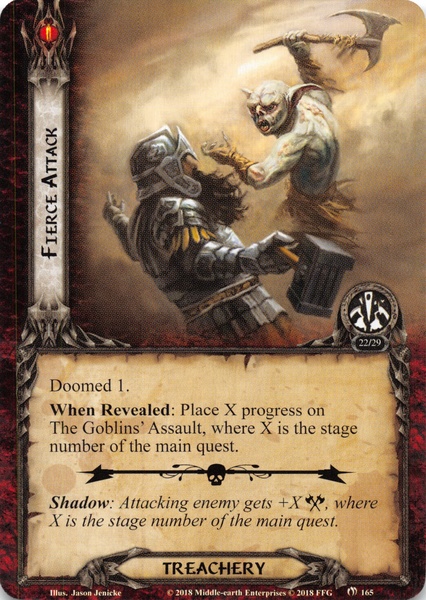 FIERCE ATTACK
22/29
Doomed 1.
When Revealed: Place X progress on
The Goblins' Assault, where X is the stage
number of the main quest.
Shadow: Attacking enemy gets +X , where
X is the stage number of the main quest.
TREACHERY
Illus. Jason Jenicke © 2018 Middle-earth Enterprises © 2018 FFG 165